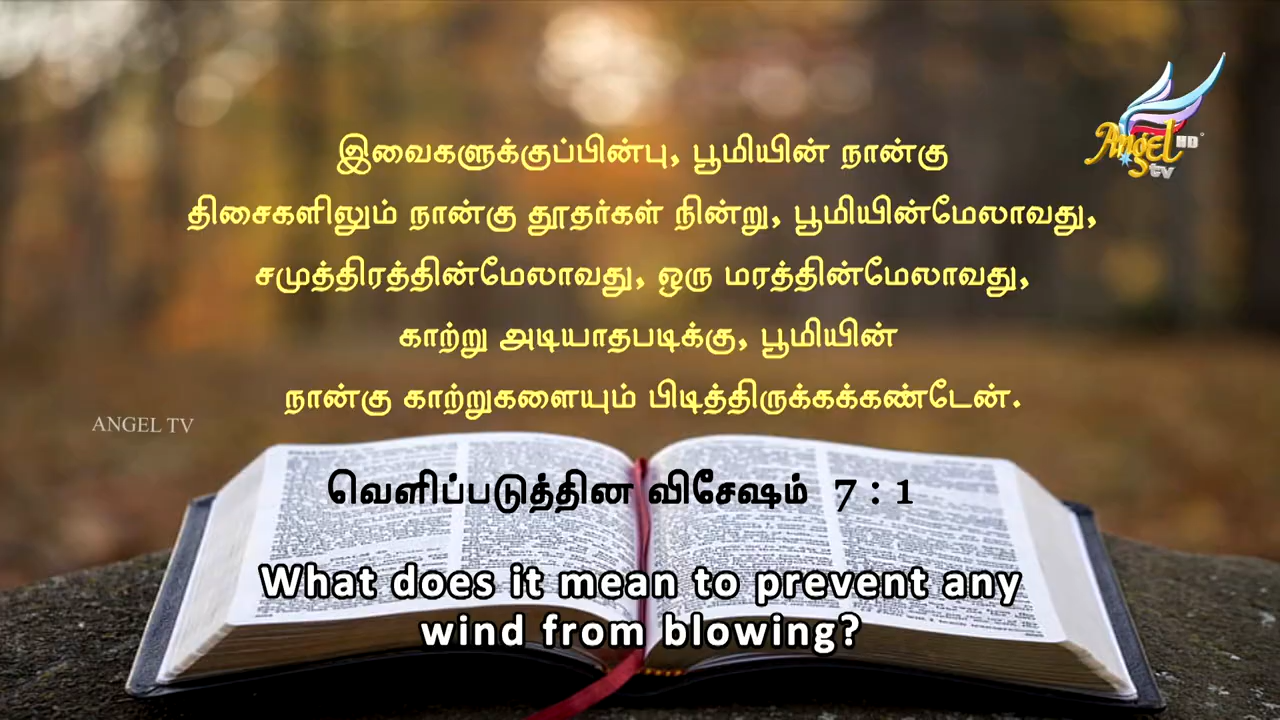 இவைகளுக்குப்பின்பு, பூமியின் நான்கு
திசைகளிலும் நான்கு தூதர்கள் நின்று, பூமியின்மேலாவது,
சமுத்திரத்தின்மேலாவது, ஒரு மரத்தின்மேலாவது,
காற்று அடியாதபடிக்கு, பூமியின்
நான்கு காற்றுகளையும் பிடித்திருக்கக்கண்டேன்.
Angel HD
tv
ANGEL TV
வெளிப்படுத்தின விசேஷம் 7 : 1
What does it mean to prevent any
wind from blowing?